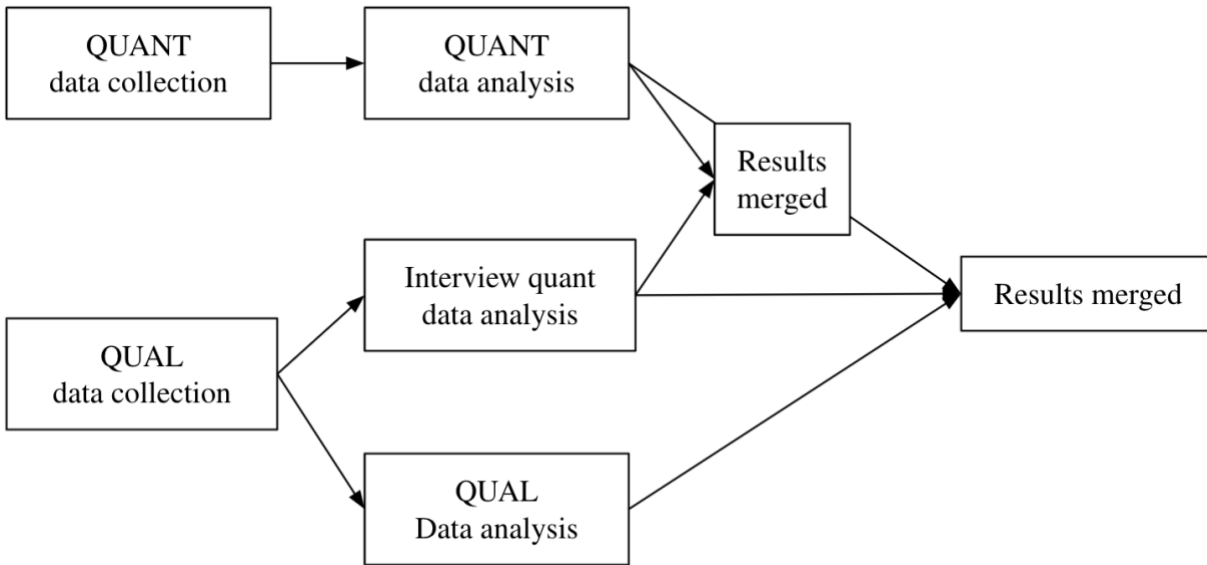 QUANT
data collection
QUANT
data analysis
Results
merged
Interview quant
data analysis
Results merged
QUAL
data collection
QUAL
Data analysis